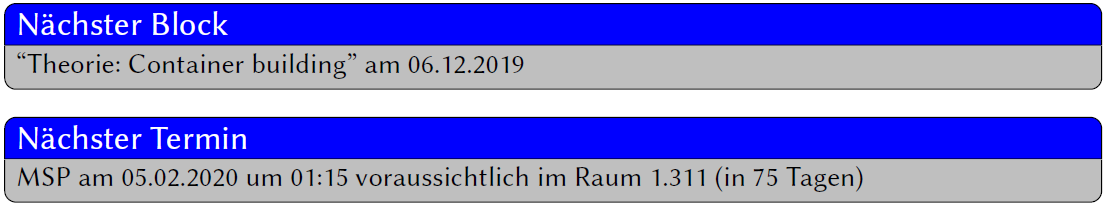 Nächster Block
“Theorie: Container building” am 06.12.2019
Nächster Termin
MSP am 05.02.2020 um 01:15 voraussichtlich im Raum 1.311 (in 75 Tagen)